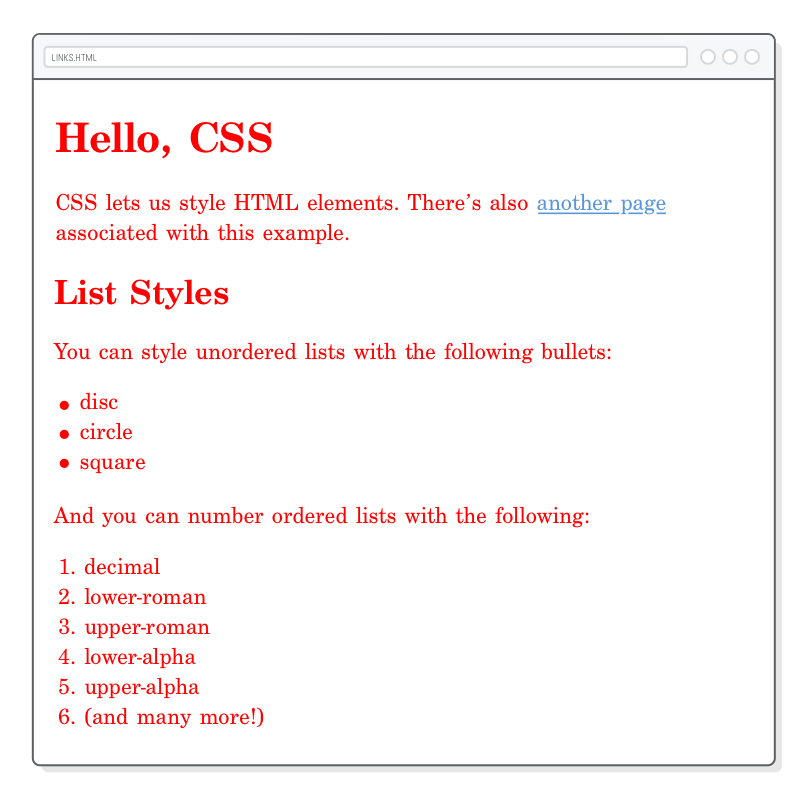 LINKS.HTML
Hello, CSS
CSS lets us style HTML elements. There’s also another page
associated with this example.
List Styles
You can style unordered lists with the following bullets:
• disc
• circle
• square
And you can number ordered lists with the following:
1. decimal
2. lower-roman
3. upper-roman
4. lower-alpha
5. upper-alpha
6. (and many more!)